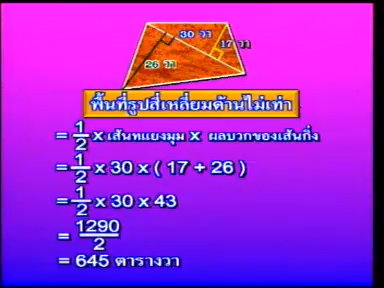 30 วา
17 วา
26 วา
พื้นที่รูปสี่เหลี่ยมด้านไม่เท่า
= 1/2 x เส้นทแยงมุม x ผลบวกของเส้นกิ่ง
= 1/2 x 30 x ( 17 + 26 )
= 1/2 x 30 x 43
= 1290/2
= 645 ตารางวา